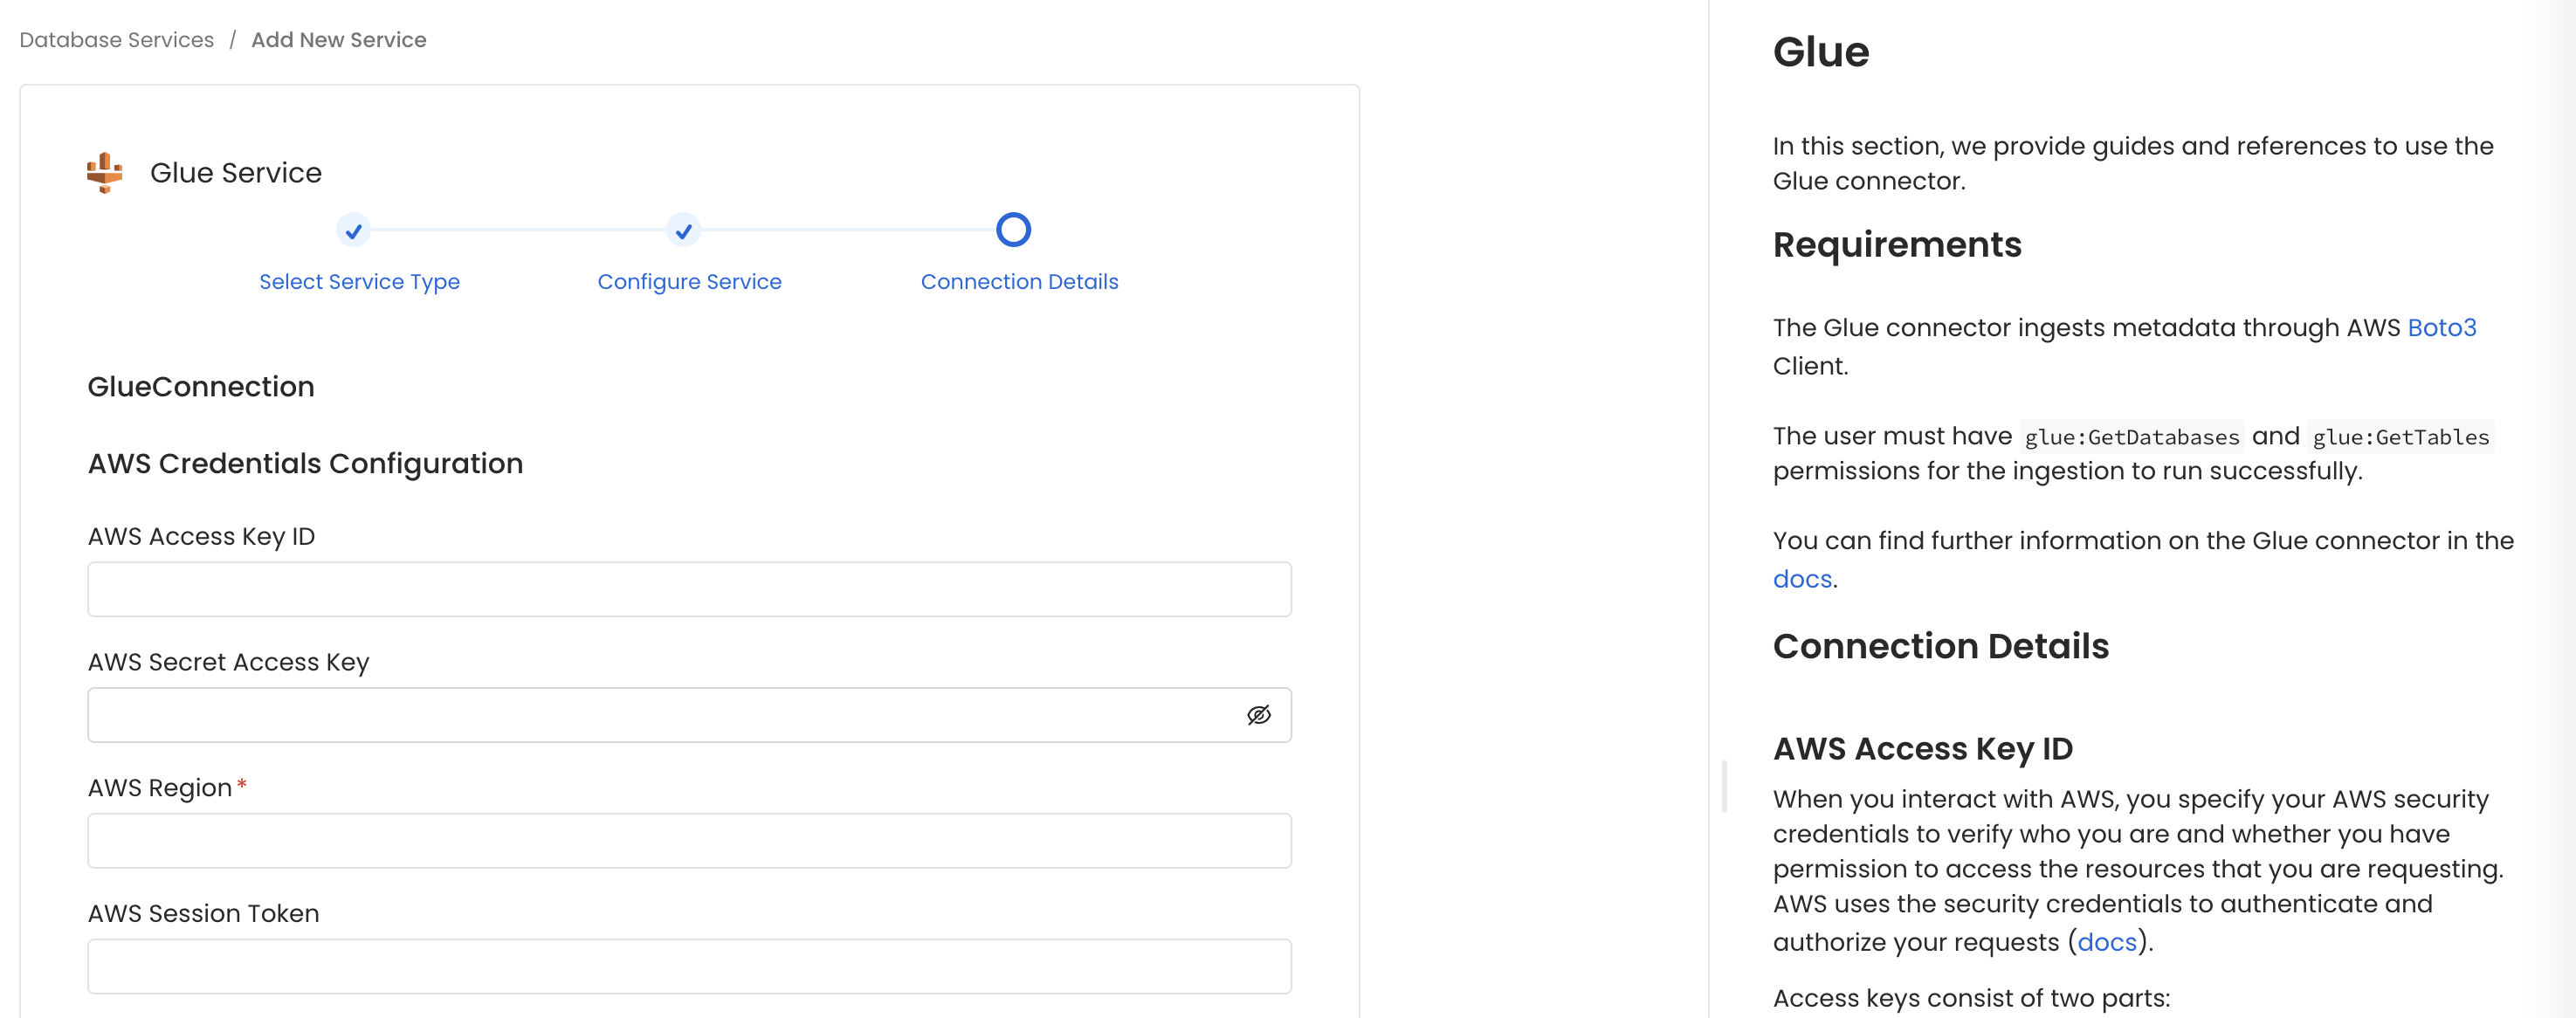 Database Services / Add New Service
Glue Service
Select Service Type
Configure Service
Connection Details
GlueConnection
AWS Credentials Configuration
AWS Access Key ID
AWS Secret Access Key
AWS Region*
AWS Session Token
Glue
In this section, we provide guides and references to use the
Glue connector.
Requirements
The Glue connector ingests metadata through AWS Boto3
Client.
The user must have glue:GetDatabases and glue:GetTables
permissions for the ingestion to run successfully.
You can find further information on the Glue connector in the
docs.
Connection Details
AWS Access Key ID
When you interact with AWS, you specify your AWS security
credentials to verify who you are and whether you have
permission to access the resources that you are requesting.
AWS uses the security credentials to authenticate and
authorize your requests (docs).
Access keys consist of two parts: